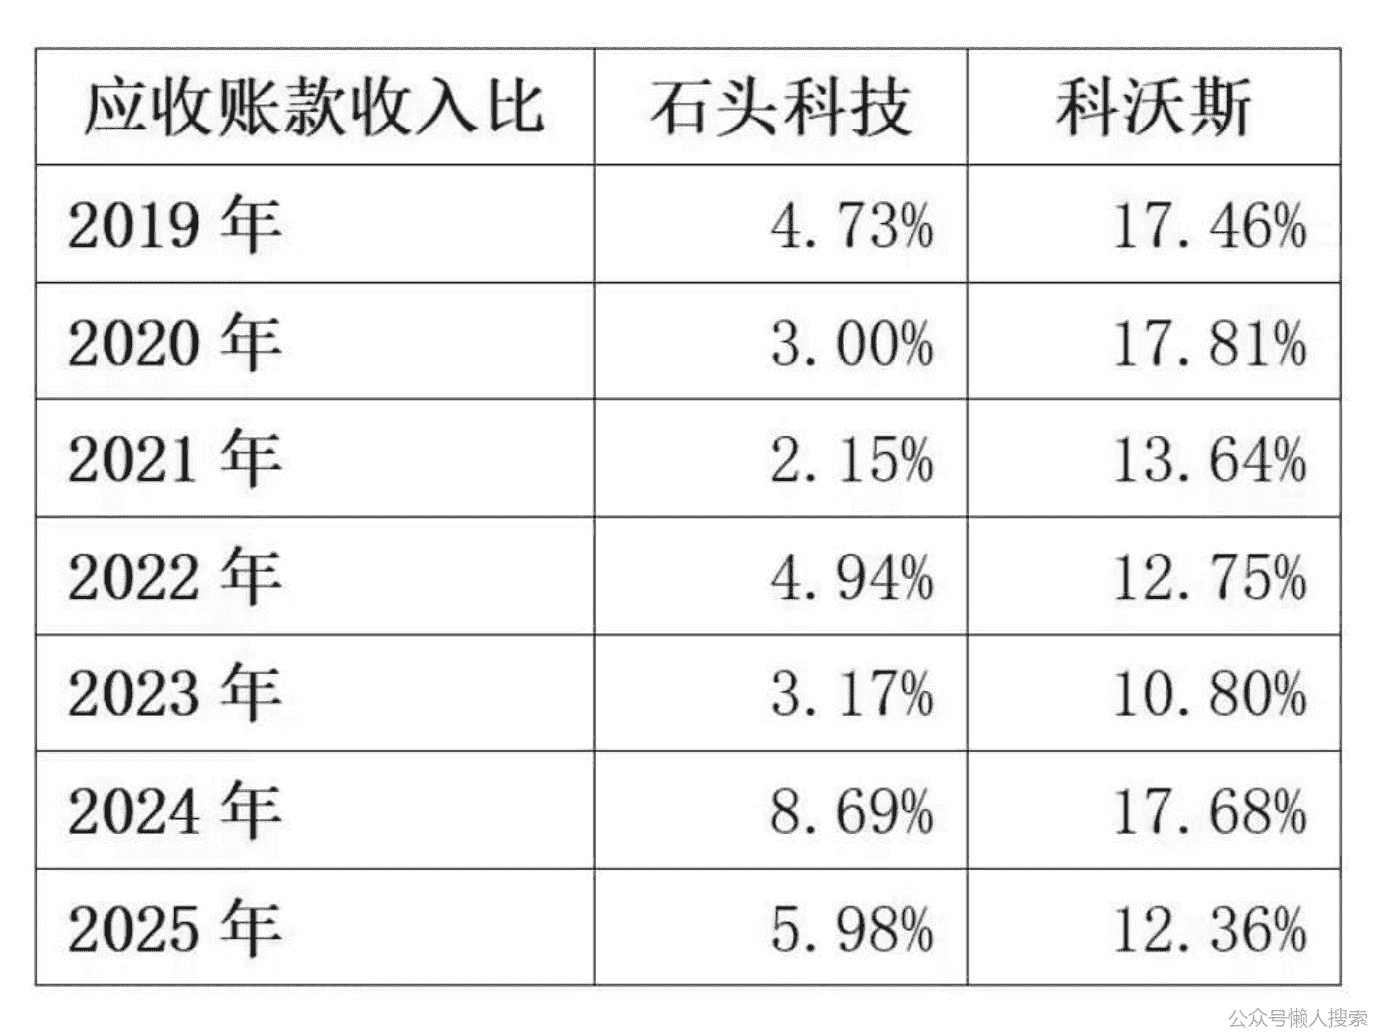 应收账款收入比 石头科技 科沃斯
2019 年 4.73% 17.46%
2020 年 3.00% 17.81%
2021 年 2.15% 13.64%
2022 年 4.94% 12.75%
2023 年 3.17% 10.80%
2024 年 8.69% 17.68%
2025 年 5.98% 12.36%
公众号懒人搜索